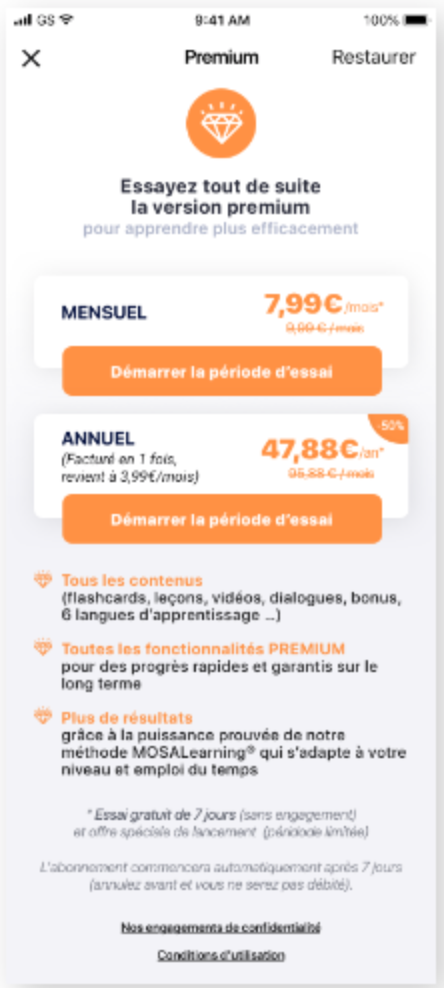 GS 9:41 AM 100%
Premium Restaurer
Essayez tout de suite
la version premium
pour apprendre plus efficacement
MENSUEL 7,99€/mois*
9,99 €/mois
Démarrer la période d'essai
-50%
ANNUEL 47,88€/an*
(Facturé en 1 fois,
revient à 3,99€/mois) 95,88 €/mois
Démarrer la période d'essai
Tous les contenus
(flashcards, leçons, vidéos, dialogues, bonus,
6 langues d'apprentissage ...)
Toutes les fonctionnalités PREMIUM
pour des progrès rapides et garantis sur le
long terme
Plus de résultats
grâce à la puissance prouvée de notre
méthode MOSALearning® qui s'adapte à votre
niveau et emploi du temps
* Essai gratuit de 7 jours (sans engagement)
et offre spéciale de lancement (périodode limitée)
L'abonnement commencera automatiquement après 7 jours
(annulez avant et vous ne serez pas débité).
Nos engagements de confidentialité
Conditions d'utilisation